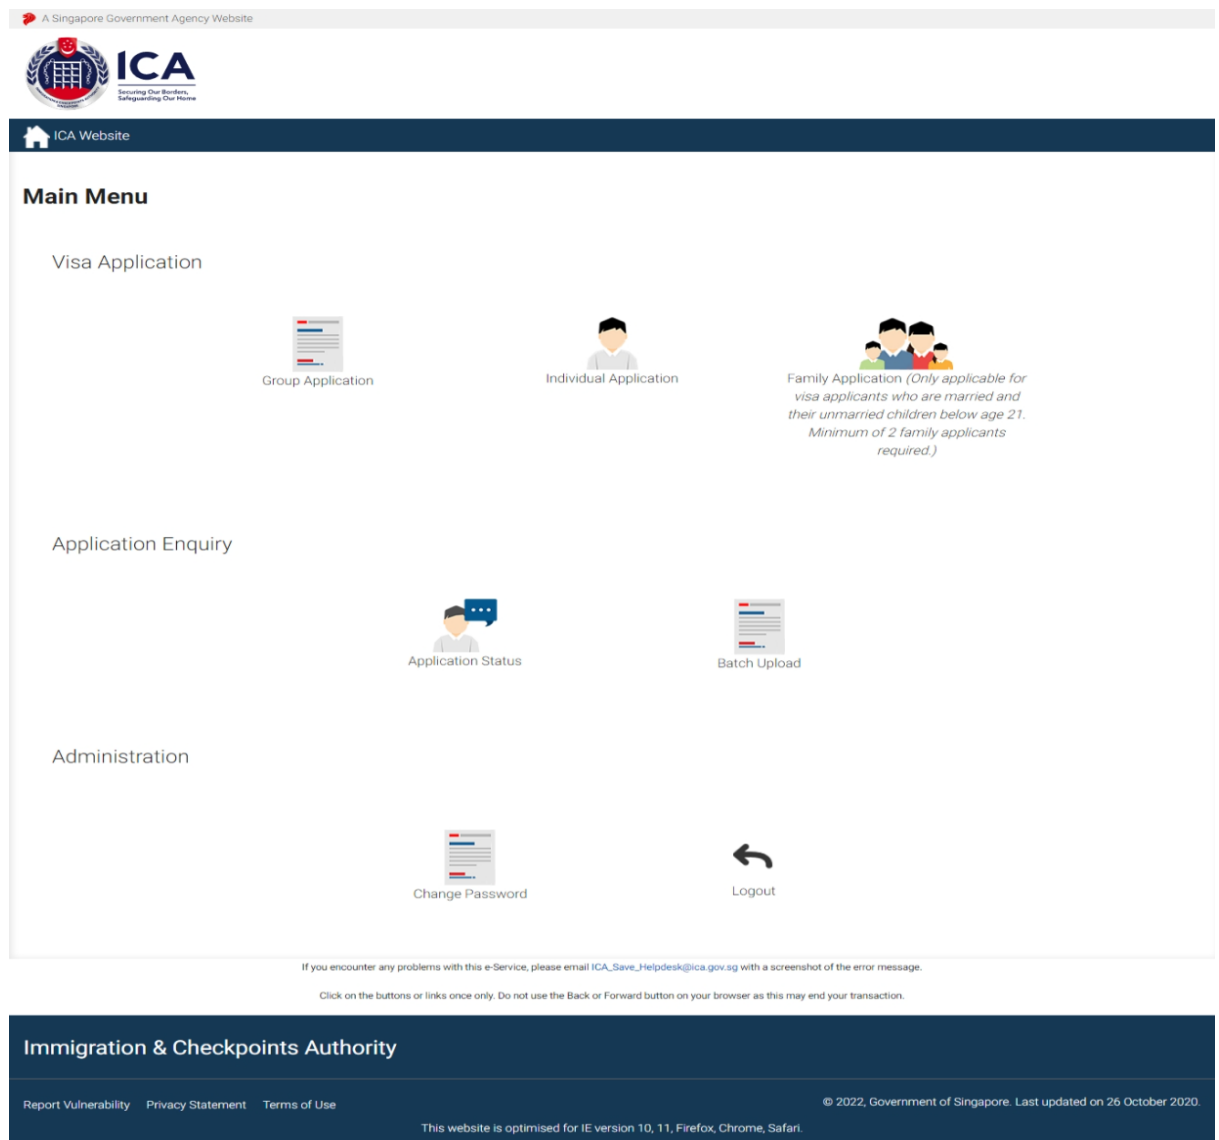 A Singapore Government Agency Website
ICA
Securing Our Borders,
Safeguarding Our Home
ICA Website
Main Menu
Visa Application
Group Application
Individual Application
Family Application (Only applicable for
visa applicants who are married and
their unmarried children below age 21.
Minimum of 2 family applicants
required.)
Application Enquiry
Application Status
Batch Upload
Administration
Change Password
Logout
If you encounter any problems with this e-Service, please email ICA_Save_Helpdesk@ica.gov.sg with a screenshot of the error message.
Click on the buttons or links once only. Do not use the Back or Forward button on your browser as this may end your transaction.
Immigration & Checkpoints Authority
Report Vulnerability Privacy Statement Terms of Use
© 2022, Government of Singapore. Last updated on 26 October 2020.
This website is optimised for IE version 10, 11, Firefox, Chrome, Safari.